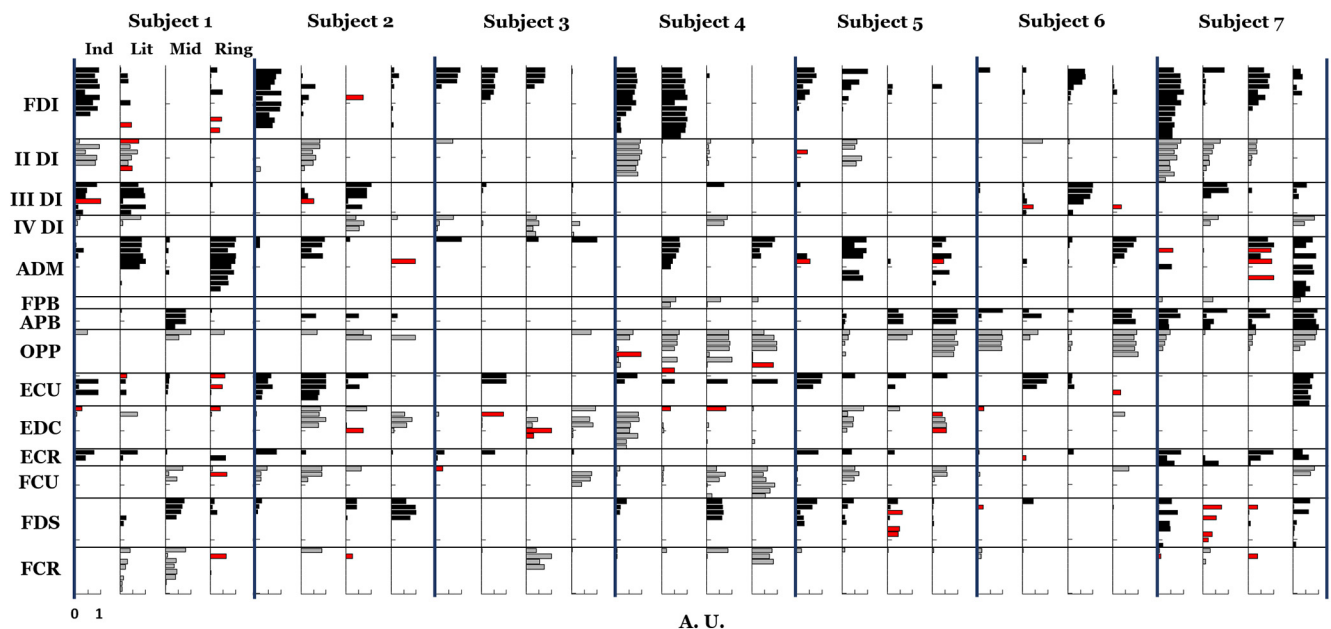 Subject 1 Subject 2 Subject 3 Subject 4 Subject 5 Subject 6 Subject 7
Ind Lit Mid Ring
FDI
II DI
III DI
IV DI
ADM
FPB
APB
OPP
ECU
EDC
ECR
FCU
FDS
FCR
0 1
A. U.